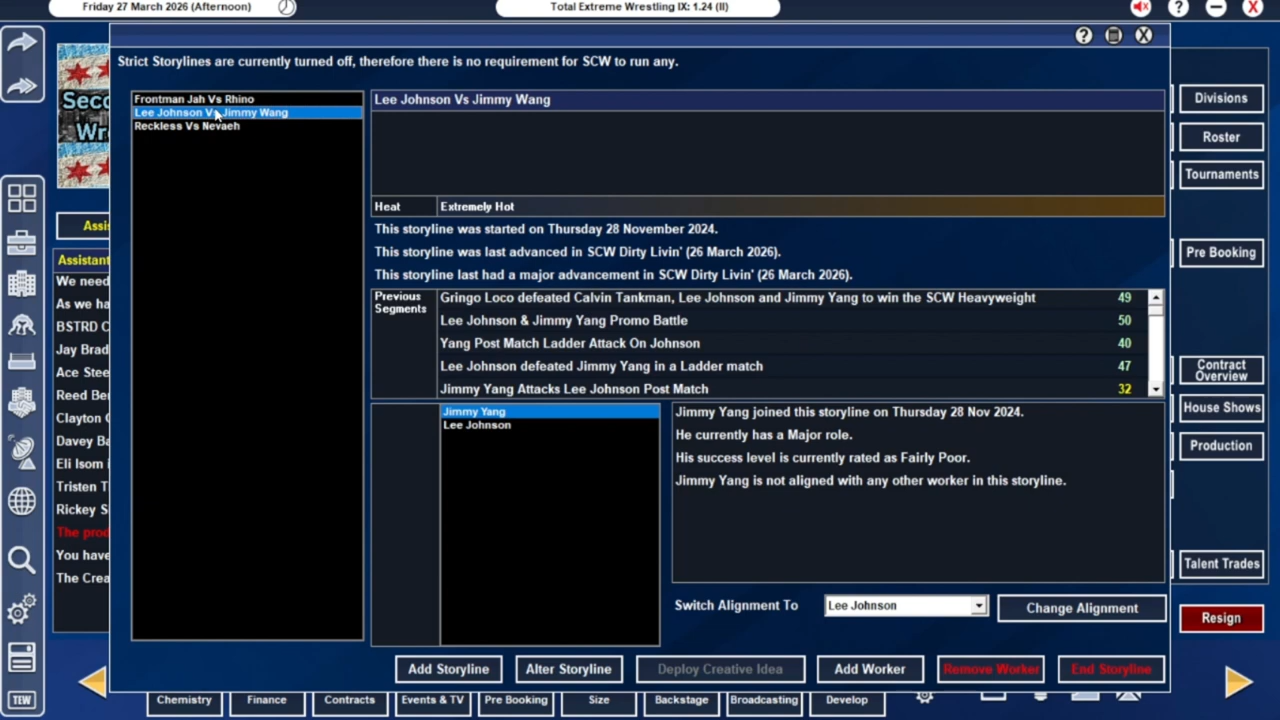 Friday 27 March 2026 (Afternoon)
Total Extreme Wrestling IX: 1.24 (II)
?
X
? X
Strict Storylines are currently turned off, therefore there is no requirement for SCW to run any.
Frontman Jah Vs Rhino
Lee Johnson Vs Jimmy Wang
Reckless Vs Nevaeh
Lee Johnson Vs Jimmy Wang
Heat Extremely Hot
This storyline was started on Thursday 28 November 2024.
This storyline was last advanced in SCW Dirty Livin' (26 March 2026).
This storyline last had a major advancement in SCW Dirty Livin' (26 March 2026).
Previous Segments
Gringo Loco defeated Calvin Tankman, Lee Johnson and Jimmy Yang to win the SCW Heavyweight 49
Lee Johnson & Jimmy Yang Promo Battle 50
Yang Post Match Ladder Attack On Johnson 40
Lee Johnson defeated Jimmy Yang in a Ladder match 47
Jimmy Yang Attacks Lee Johnson Post Match 32
Jimmy Yang
Lee Johnson
Jimmy Yang joined this storyline on Thursday 28 Nov 2024.
He currently has a Major role.
His success level is currently rated as Fairly Poor.
Jimmy Yang is not aligned with any other worker in this storyline.
Switch Alignment To Lee Johnson Change Alignment
Add Storyline Alter Storyline Deploy Creative Idea Add Worker Remove Worker End Storyline
Seco
Wr
Assis
Assistant
We need
As we ha
BSTRD C
Jay Brad
Ace Stee
Reed Be
Clayton
Davey Ba
Eli Isom
Tristen T
Rickey S
The prod
You have
The Crea
Divisions
Roster
Tournaments
Pre Booking
Contract
Overview
House Shows
Production
Talent Trades
Resign
TEW
Chemistry Finance Contracts Events & TV Pre Booking Size Backstage Broadcasting Develop